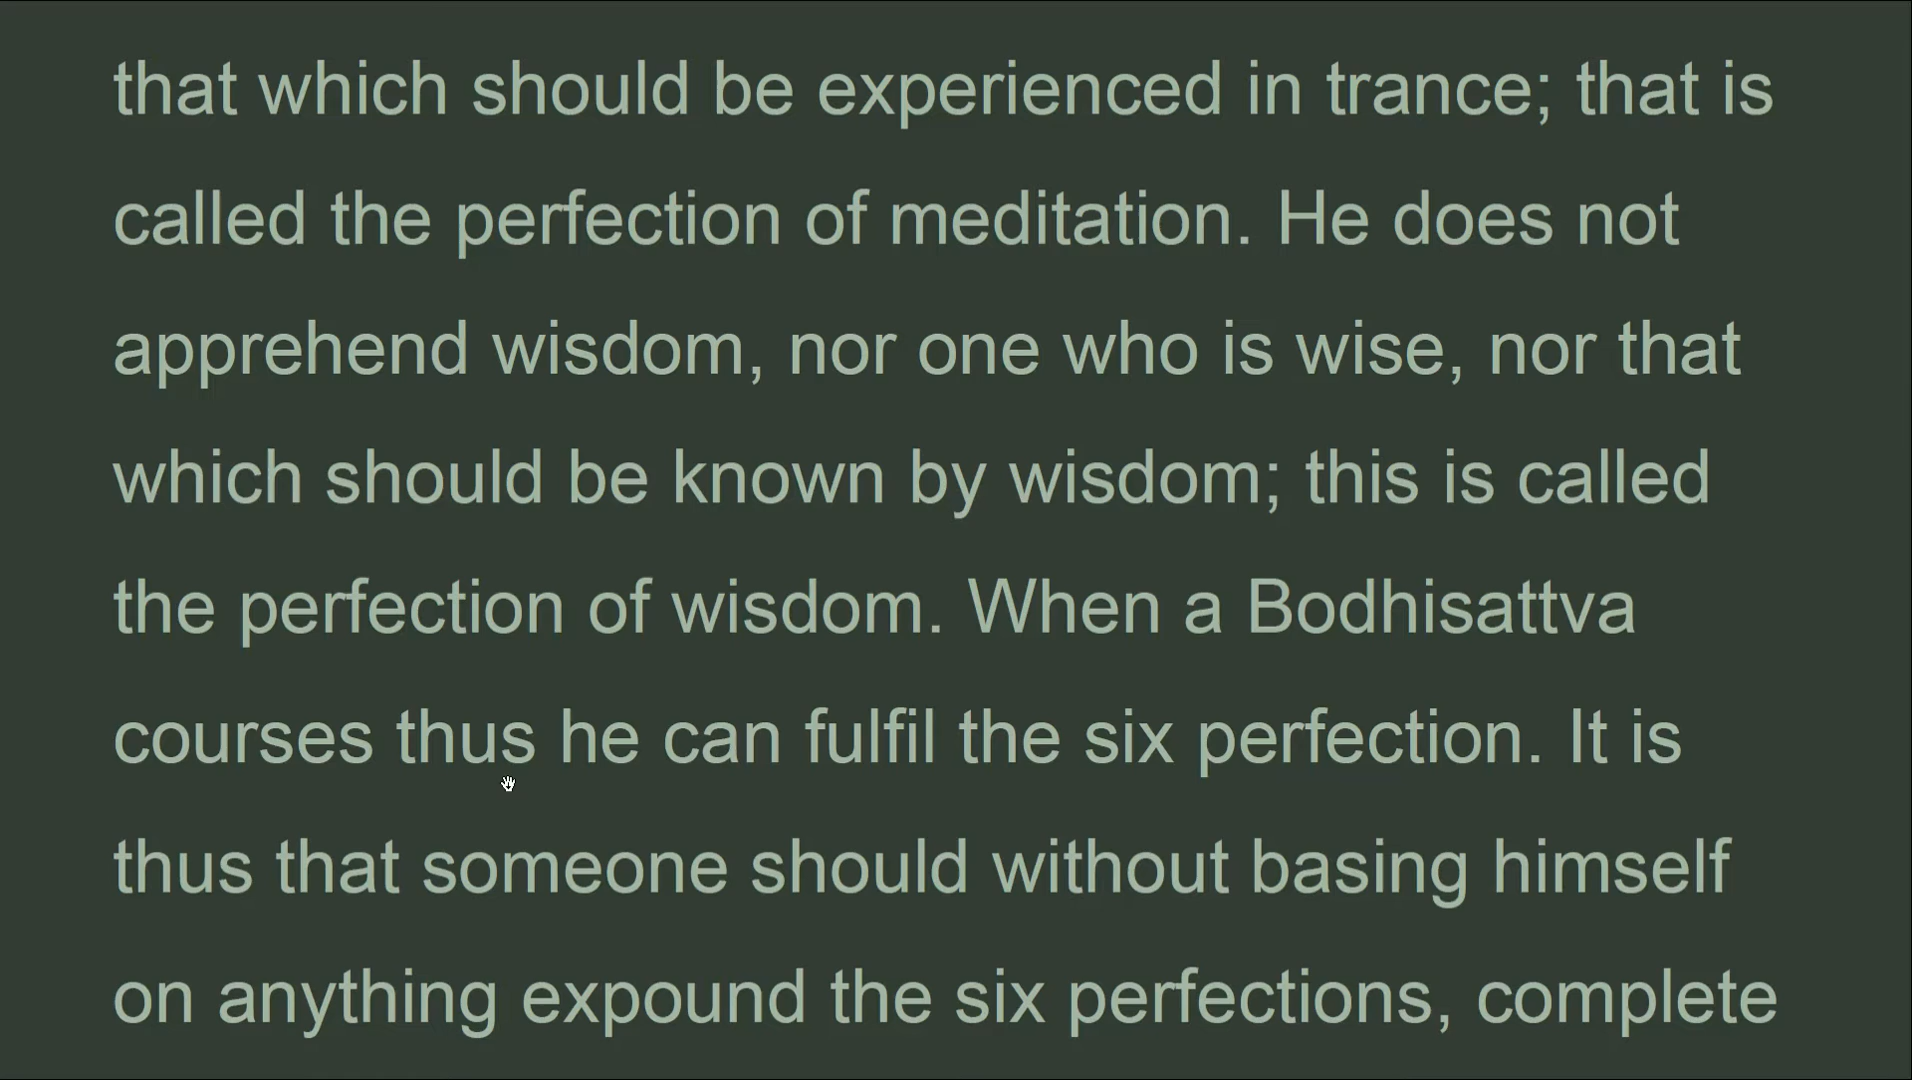 that which should be experienced in trance; that is
called the perfection of meditation. He does not
apprehend wisdom, nor one who is wise, nor that
which should be known by wisdom; this is called
the perfection of wisdom. When a Bodhisattva
courses thus he can fulfil the six perfection. It is
thus that someone should without basing himself
on anything expound the six perfections, complete